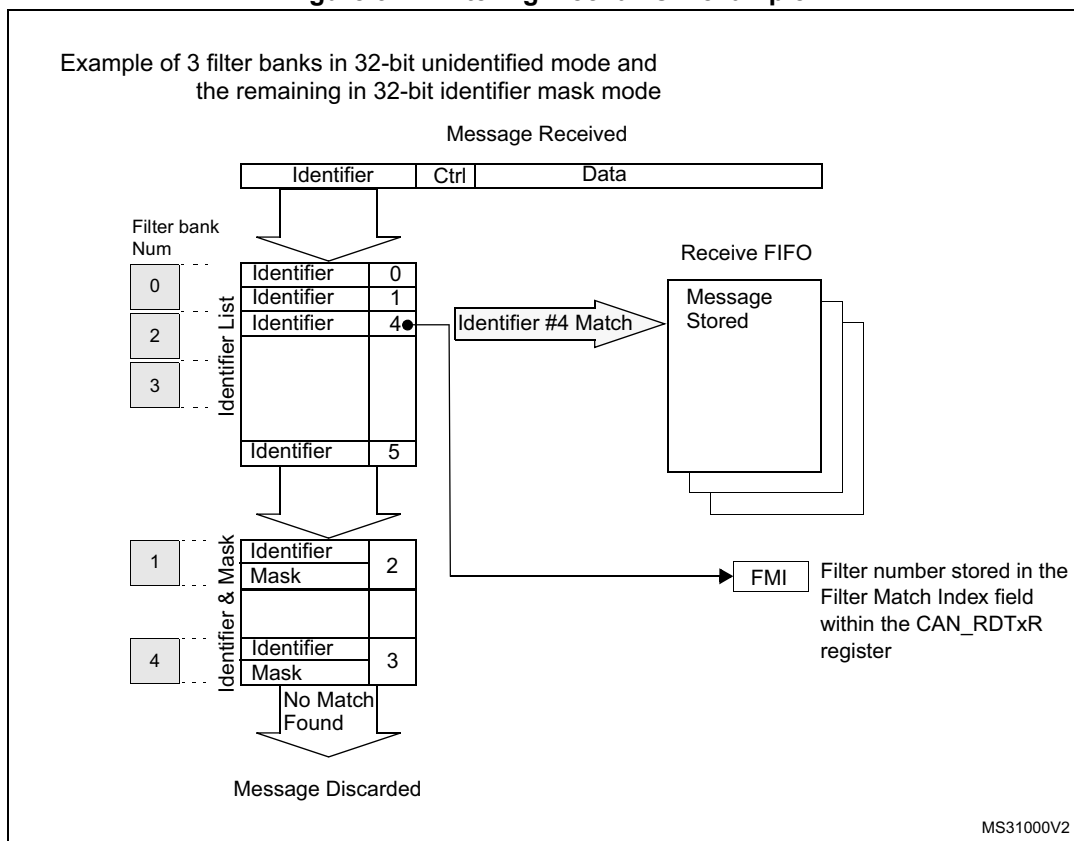 Example of 3 filter banks in 32-bit unidentified mode and
the remaining in 32-bit identifier mask mode
Message Received
Identifier Ctrl Data
Filter bank
Num
Receive FIFO
0
2
3
Identifier List
Identifier 0
Identifier 1
Identifier 4
Identifier 5
Identifier #4 Match
Message
Stored
1
4
Identifier & Mask
Identifier
Mask
2
Identifier
Mask
3
FMI
Filter number stored in the
Filter Match Index field
within the CAN_RDTxR
register
No Match
Found
Message Discarded
MS31000V2